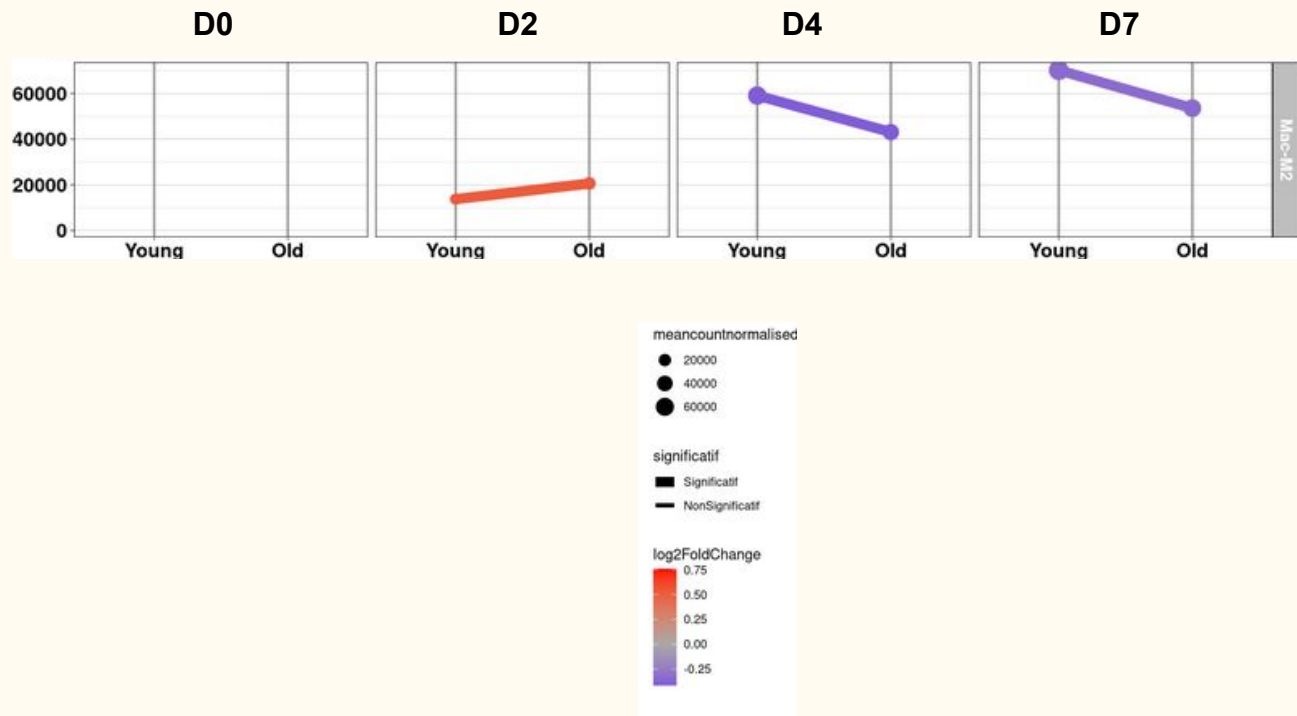 D0 D2 D4 D7
60000
40000
20000
0
Mac-M2
Young Old Young Old Young Old Young Old
meancountnormalised
20000
40000
60000
significatif
Significatif
NonSignificatif
log2FoldChange
0.75
0.50
0.25
0.00
-0.25